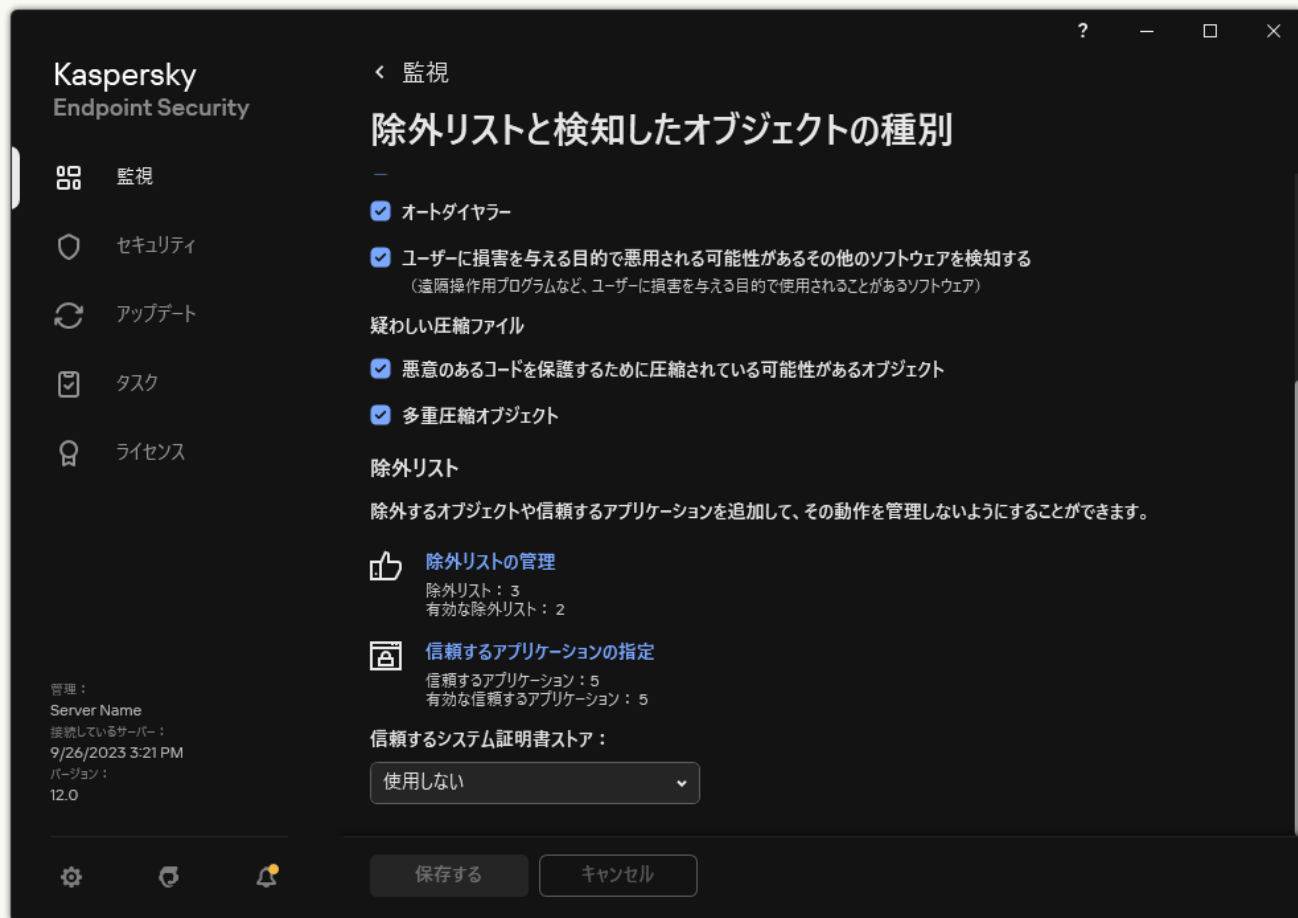 ?
Kaspersky
Endpoint Security
監視
セキュリティ
アップデート
タスク
ライセンス
管理：
Server Name
接続しているサーバー：
9/26/2023 3:21 PM
バージョン：
12.0
監視
除外リストと検知したオブジェクトの種別
オートダイヤラー
ユーザーに損害を与える目的で悪用される可能性があるその他のソフトウェアを検知する
（遠隔操作用プログラムなど、ユーザーに損害を与える目的で使用されることがあるソフトウェア）
疑わしい圧縮ファイル
悪意のあるコードを保護するために圧縮されている可能性があるオブジェクト
多重圧縮オブジェクト
除外リスト
除外するオブジェクトや信頼するアプリケーションを追加して、その動作を管理しないようにすることができます。
除外リストの管理
除外リスト： 3
有効な除外リスト： 2
信頼するアプリケーションの指定
信頼するアプリケーション：5
有効な信頼するアプリケーション： 5
信頼するシステム証明書ストア：
使用しない
保存する
キャンセル